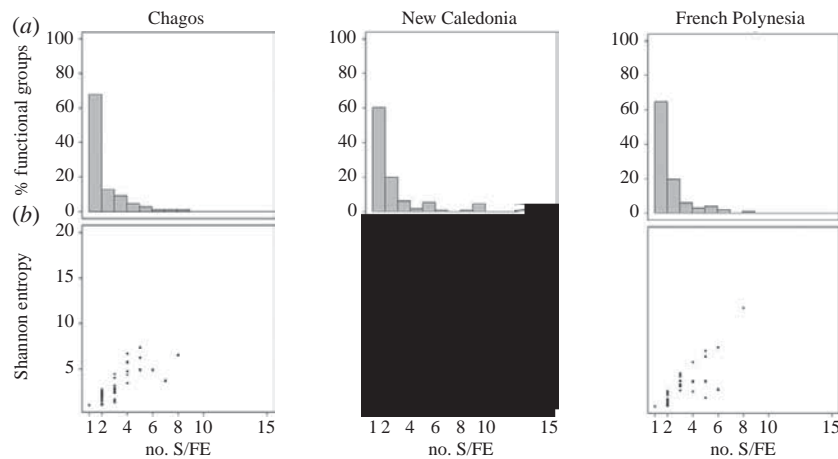 (a) Chagos New Caledonia French Polynesia
% functional groups
100 100 100
80 80 80
60 60 60
40 40 40
20 20 20
0 0 0
(b)
Shannon entropy
20
15
10
5
1 2 4 6 8 10 15 1 2 4 6 8 10 15 1 2 4 6 8 10 15
no. S/FE no. S/FE no. S/FE